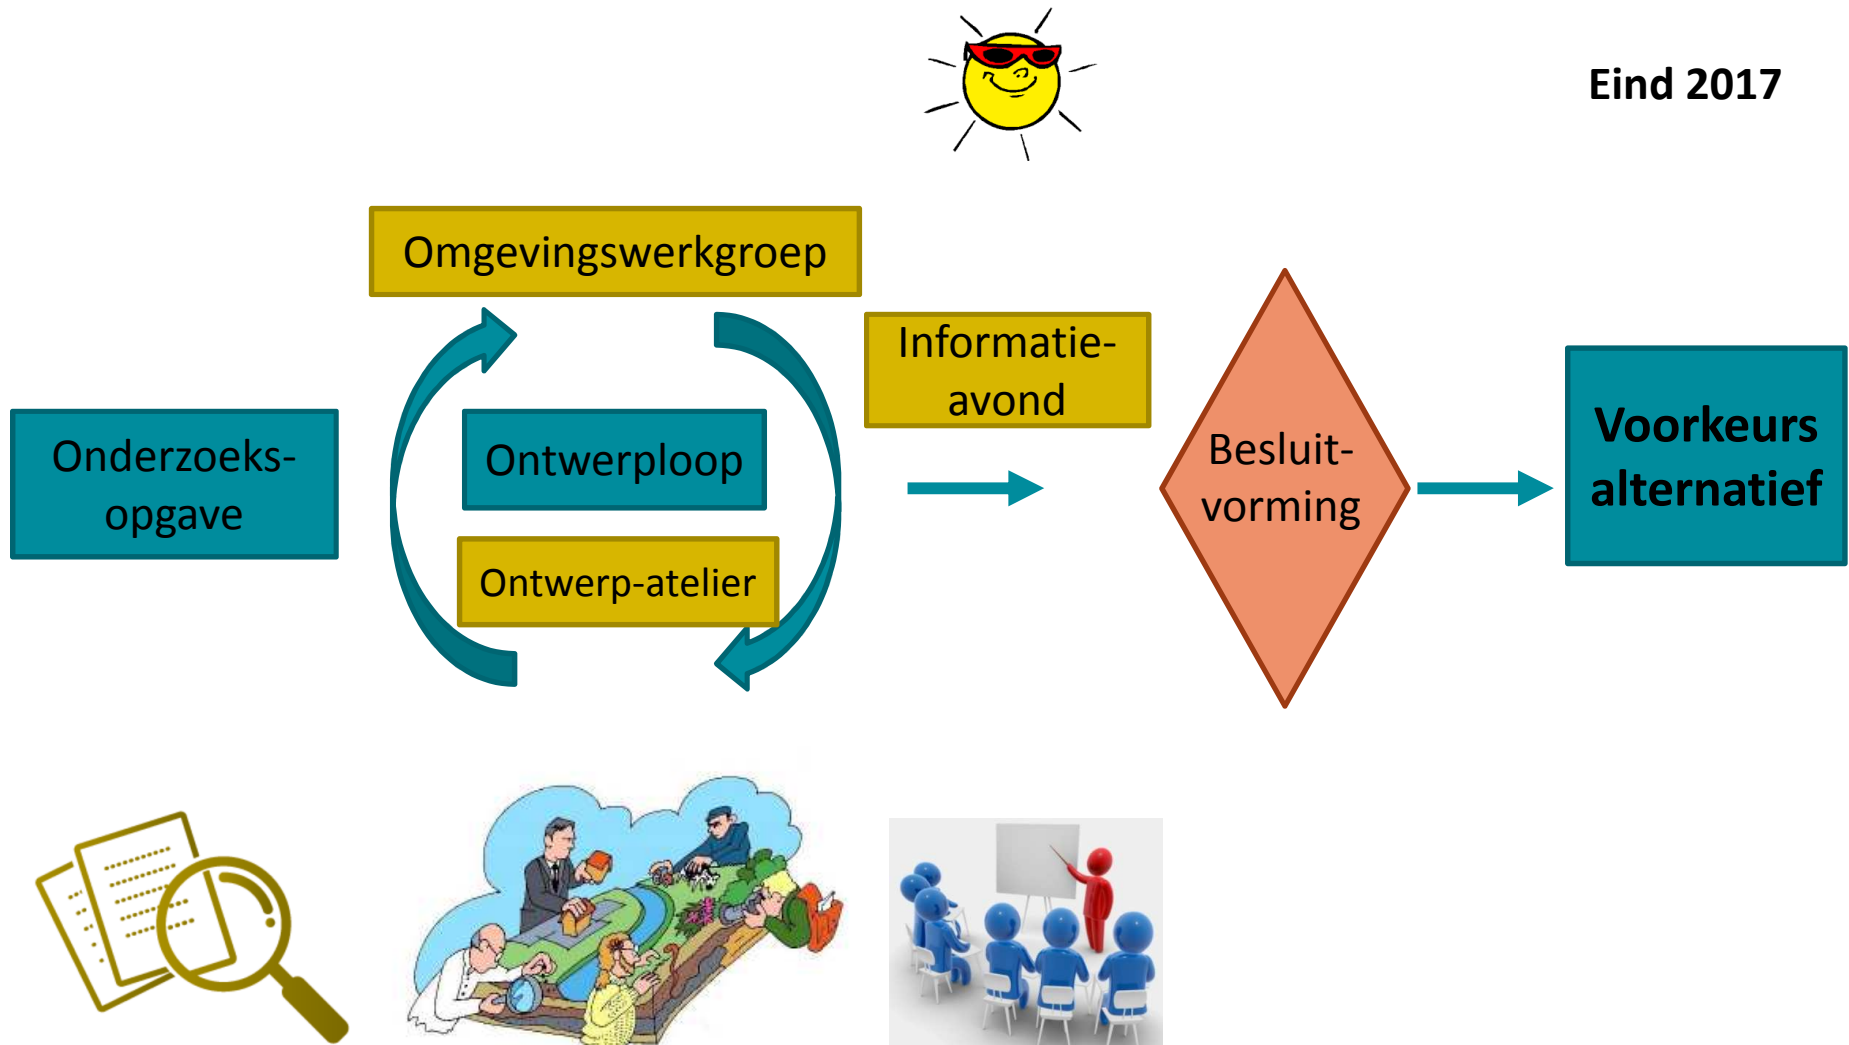 Eind 2017
Omgevingswerkgroep
Onderzoeks-
opgave
Ontwerploop
Ontwerp-atelier
Informatie-
avond
Besluit-
vorming
Voorkeurs
alternatief